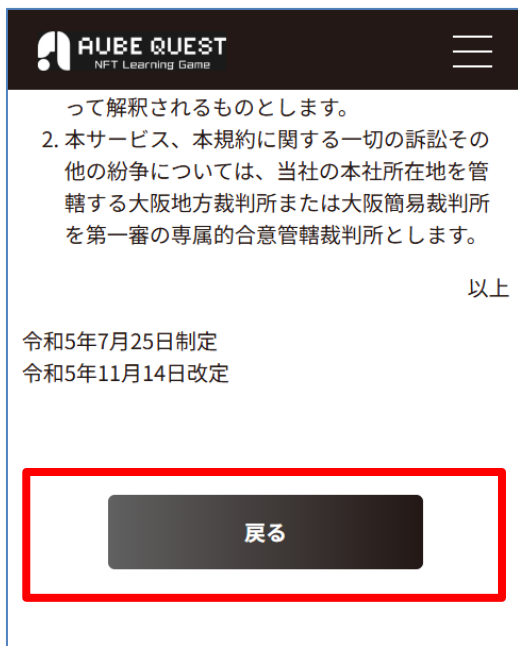 AUBE QUEST
NFT Learning Game
って解釈されるものとします。
2. 本サービス、本規約に関する一切の訴訟その
他の紛争については、当社の本社所在地を管
轄する大阪地方裁判所または大阪簡易裁判所
を第一審の専属的合意管轄裁判所とします。
以上
令和5年7月25日制定
令和5年11月14日改定
戻る